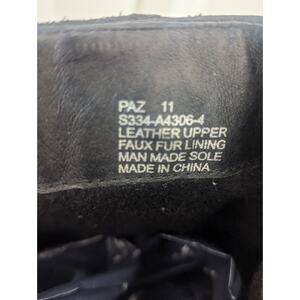 PAZ 11
S334-A4306-4
LEATHER UPPER
FAUX FUR LINING
MAN MADE SOLE
MADE IN CHINA